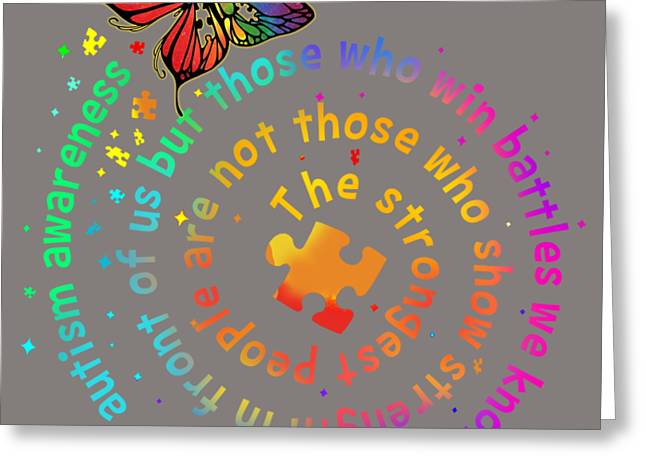 The strongest people are not those who show strength in front of us but those who win battles we kno
autism awareness